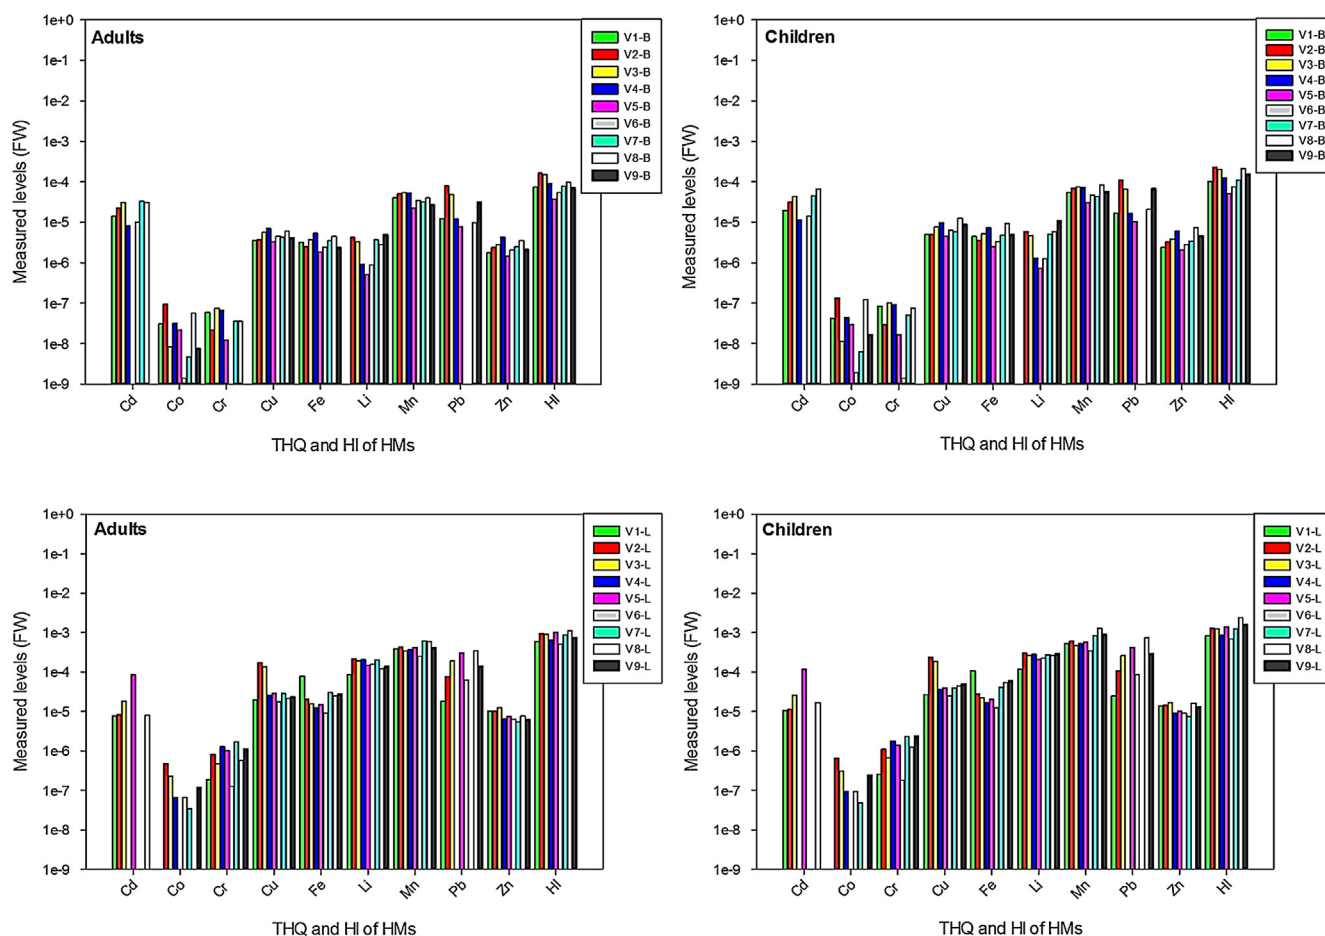 Adults
Measured levels (FW)
1e+0
1e-1
1e-2
1e-3
1e-4
1e-5
1e-6
1e-7
1e-8
1e-9
V1-B
V2-B
V3-B
V4-B
V5-B
V6-B
V7-B
V8-B
V9-B
Cd Co Cr Cu Fe Li Mn Pb Zn HI
THQ and HI of HMs
Children
Measured levels (FW)
1e+0
1e-1
1e-2
1e-3
1e-4
1e-5
1e-6
1e-7
1e-8
1e-9
V1-B
V2-B
V3-B
V4-B
V5-B
V6-B
V7-B
V8-B
V9-B
Cd Co Cr Cu Fe Li Mn Pb Zn HI
THQ and HI of HMs
Adults
Measured levels (FW)
1e+0
1e-1
1e-2
1e-3
1e-4
1e-5
1e-6
1e-7
1e-8
1e-9
V1-L
V2-L
V3-L
V4-L
V5-L
V6-L
V7-L
V8-L
V9-L
Cd Co Cr Cu Fe Li Mn Pb Zn HI
THQ and HI of HMs
Children
Measured levels (FW)
1e+0
1e-1
1e-2
1e-3
1e-4
1e-5
1e-6
1e-7
1e-8
1e-9
V1-L
V2-L
V3-L
V4-L
V5-L
V6-L
V7-L
V8-L
V9-L
Cd Co Cr Cu Fe Li Mn Pb Zn HI
THQ and HI of HMs